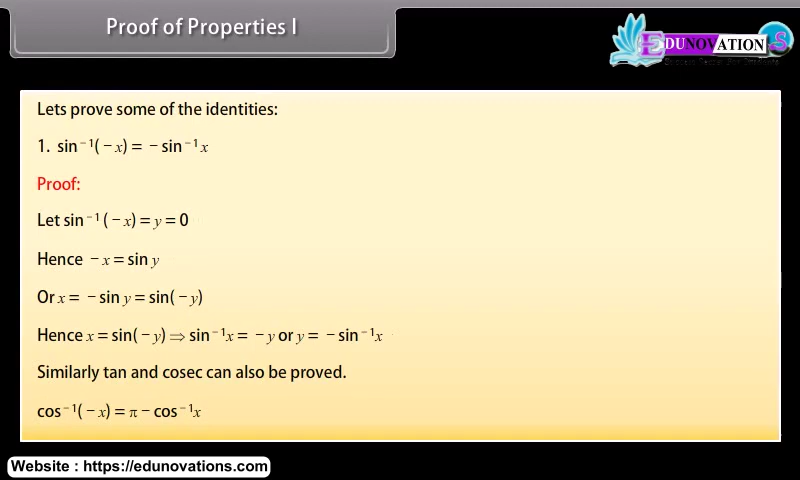 Proof of Properties I
EDUNOVATIONS
Lets prove some of the identities:
1. sin⁻¹(−x) = −sin⁻¹x
Proof:
Let sin⁻¹(−x) = y = 0
Hence −x = sin y
Or x = −sin y = sin(−y)
Hence x = sin(−y) ⇒ sin⁻¹x = −y or y = −sin⁻¹x
Similarly tan and cosec can also be proved.
cos⁻¹(−x) = π − cos⁻¹x
Website : https://edunovations.com